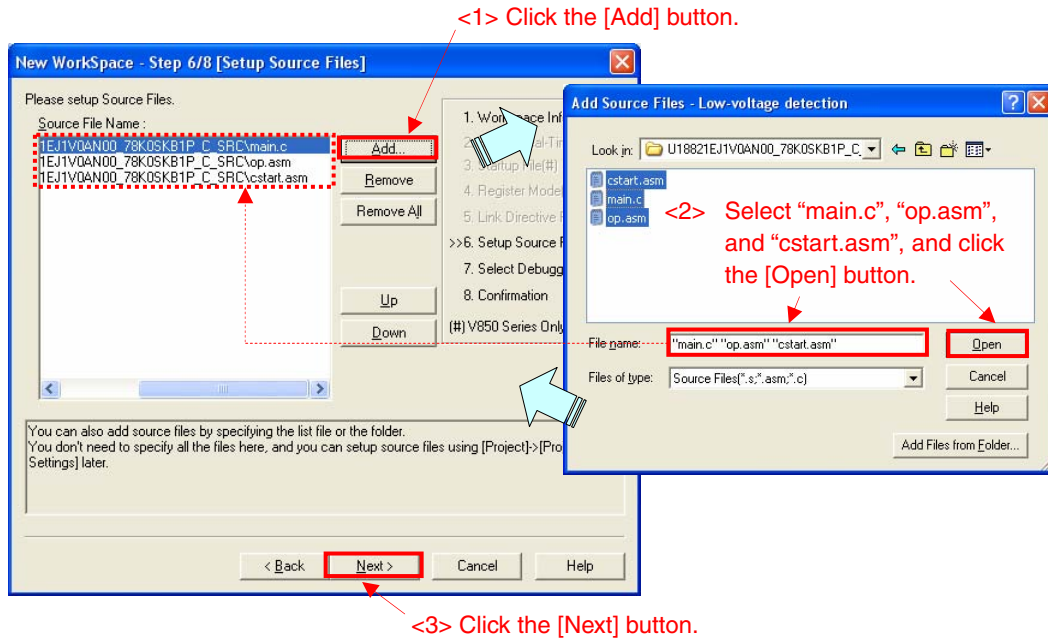 <1> Click the [Add] button.
New WorkSpace - Step 6/8 [Setup Source Files]
Please setup Source Files.
Source File Name :
1EJ1V0AN00_78K0SKB1P_C_SRC\main.c
1EJ1V0AN00_78K0SKB1P_C_SRC\op.asm
1EJ1V0AN00_78K0SKB1P_C_SRC\cstart.asm
Add...
Remove
Remove All
Up
Down
1. Workspace Inf
3. Startup File(#)
4. Register Mode
5. Link Directive F
>>6. Setup Source F
7. Select Debugg
8. Confirmation
(#) V850 Series Only
You can also add source files by specifying the list file or the folder.
You don't need to specify all the files here, and you can setup source files using [Project]->[Pro
Settings] later.
< Back
Next >
Cancel
Help
<3> Click the [Next] button.
Add Source Files - Low-voltage detection
Look in:
U18821EJ1V0AN00_78K0SKB1P_C_
cstart.asm
main.c
op.asm
<2> Select “main.c”, “op.asm”,
and “cstart.asm”, and click
the [Open] button.
File name:
"main.c" "op.asm" "cstart.asm"
Open
Files of type:
Source Files(*.s;*.asm;*.c)
Cancel
Help
Add Files from Folder...